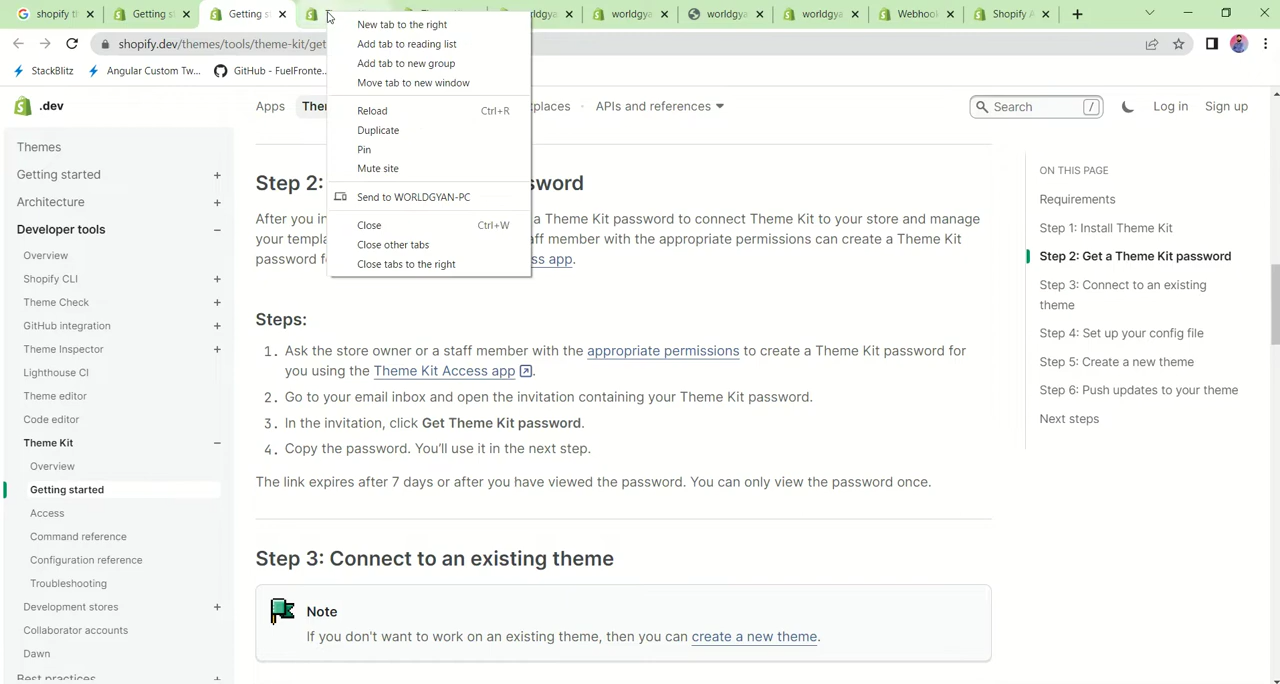 shopify th
Getting st
Getting st
worldgya
worldgya
worldgya
Webhook
Shopify A
shopify.dev/themes/tools/theme-kit/get
StackBlitz
Angular Custom Tw...
GitHub - FuelFronte...
New tab to the right
Add tab to reading list
Add tab to new group
Move tab to new window
Reload Ctrl+R
Duplicate
Pin
Mute site
Send to WORLDGYAN-PC
Close Ctrl+W
Close other tabs
Close tabs to the right
.dev
Apps
APIs and references
Search /
Log in
Sign up
Themes
Getting started
Architecture
Developer tools
Overview
Shopify CLI
Theme Check
GitHub integration
Theme Inspector
Lighthouse CI
Theme editor
Code editor
Theme Kit
Overview
Getting started
Access
Command reference
Configuration reference
Troubleshooting
Development stores
Collaborator accounts
Dawn
Best practices
Step 2:
a Theme Kit password to connect Theme Kit to your store and manage
member with the appropriate permissions can create a Theme Kit
app.
Steps:
1. Ask the store owner or a staff member with the appropriate permissions to create a Theme Kit password for
you using the Theme Kit Access app.
2. Go to your email inbox and open the invitation containing your Theme Kit password.
3. In the invitation, click Get Theme Kit password.
4. Copy the password. You'll use it in the next step.
The link expires after 7 days or after you have viewed the password. You can only view the password once.
Step 3: Connect to an existing theme
Note
If you don't want to work on an existing theme, then you can create a new theme.
ON THIS PAGE
Requirements
Step 1: Install Theme Kit
Step 2: Get a Theme Kit password
Step 3: Connect to an existing
theme
Step 4: Set up your config file
Step 5: Create a new theme
Step 6: Push updates to your theme
Next steps